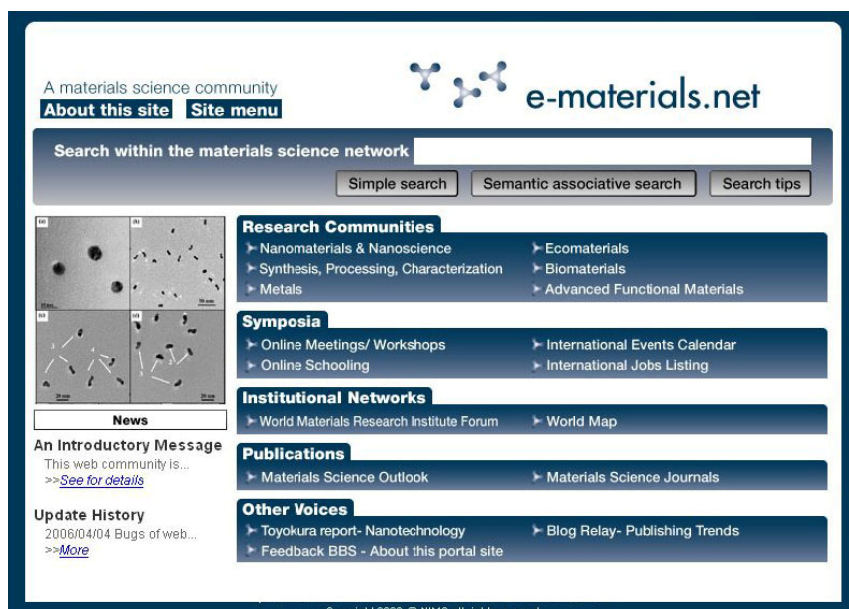 A materials science community
e-materials.net
About this site Site menu
Search within the materials science network
Simple search Semantic associative search Search tips
Research Communities
Nanomaterials & Nanoscience Ecomaterials
Synthesis, Processing, Characterization Biomaterials
Metals Advanced Functional Materials
Symposia
Online Meetings/ Workshops International Events Calendar
Online Schooling International Jobs Listing
Institutional Networks
World Materials Research Institute Forum World Map
Publications
Materials Science Outlook Materials Science Journals
Other Voices
Toyokura report- Nanotechnology Blog Relay- Publishing Trends
Feedback BBS - About this portal site
News
An Introductory Message
This web community is...
>>See for details
Update History
2006/04/04 Bugs of web...
>>More